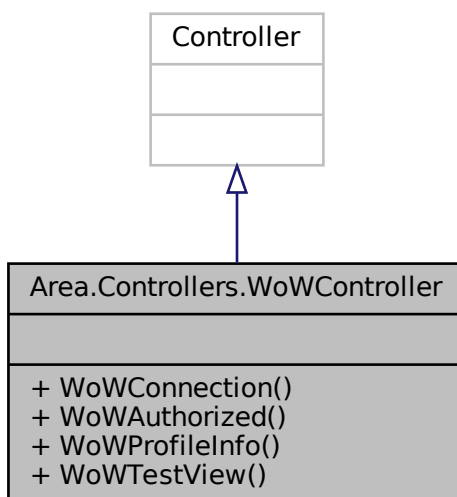 Controller
Area.Controllers.WoWController
+ WoWConnection()
+ WoWAuthorized()
+ WoWProfileInfo()
+ WoWTestView()